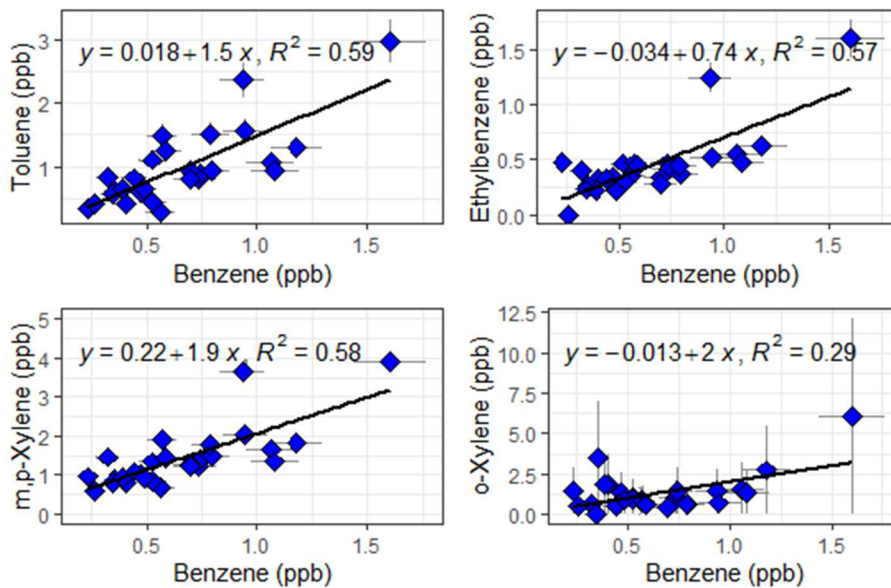 y = 0.018+1.5 x, R² = 0.59
Toluene (ppb)
3
2
1
0.5 1.0 1.5
Benzene (ppb)
y = −0.034+0.74 x, R² = 0.57
Ethylbenzene (ppb)
1.5
1.0
0.5
0.0
0.5 1.0 1.5
Benzene (ppb)
y = 0.22+1.9 x, R² = 0.58
m,p-Xylene (ppb)
5
4
3
2
1
0
0.5 1.0 1.5
Benzene (ppb)
y = −0.013+2 x, R² = 0.29
o-Xylene (ppb)
12.5
10.0
7.5
5.0
2.5
0.0
0.5 1.0 1.5
Benzene (ppb)